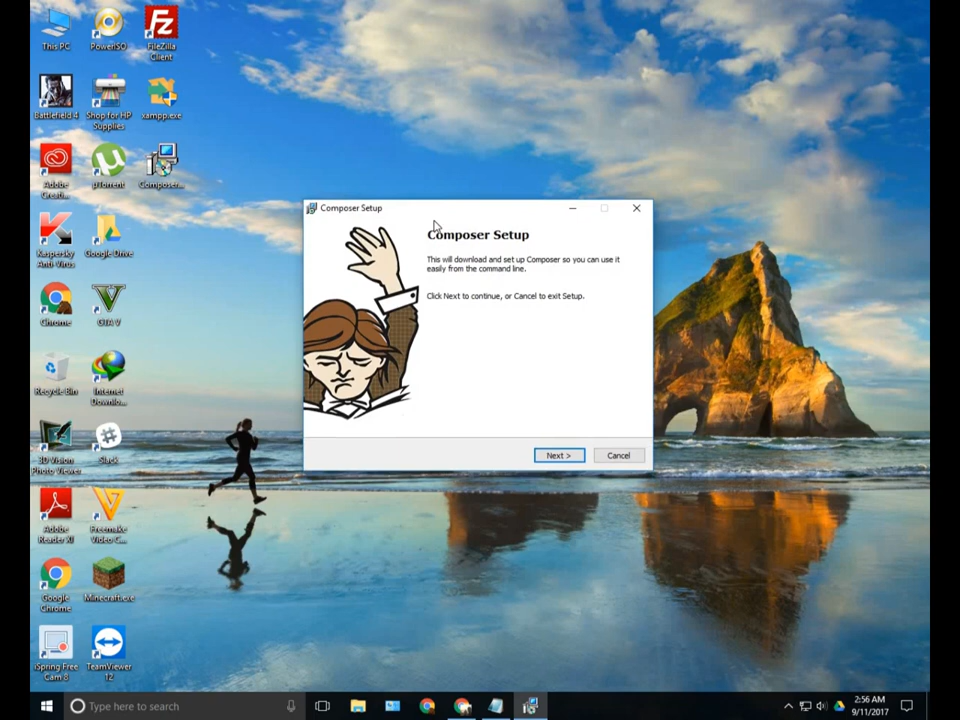 This PC
PowerISO
FileZilla
Client
Battlefield 4
Shop for HP
Supplies
xampp.exe
Adobe
Creati...
µTorrent
Composer...
Kaspersky
Anti-Virus
Google Drive
Chrome
GTA V
Recycle Bin
Internet
Downlo...
3D Vision
Photo Viewer
Slack
Adobe
Reader XI
Freemake
Video C...
Google
Chrome
Minecraft.exe
iSpring Free
Cam 8
TeamViewer
12
Composer Setup
Composer Setup
This will download and set up Composer so you can use it
easily from the command line.
Click Next to continue, or Cancel to exit Setup.
Next >
Cancel
Type here to search
2:56 AM
9/11/2017